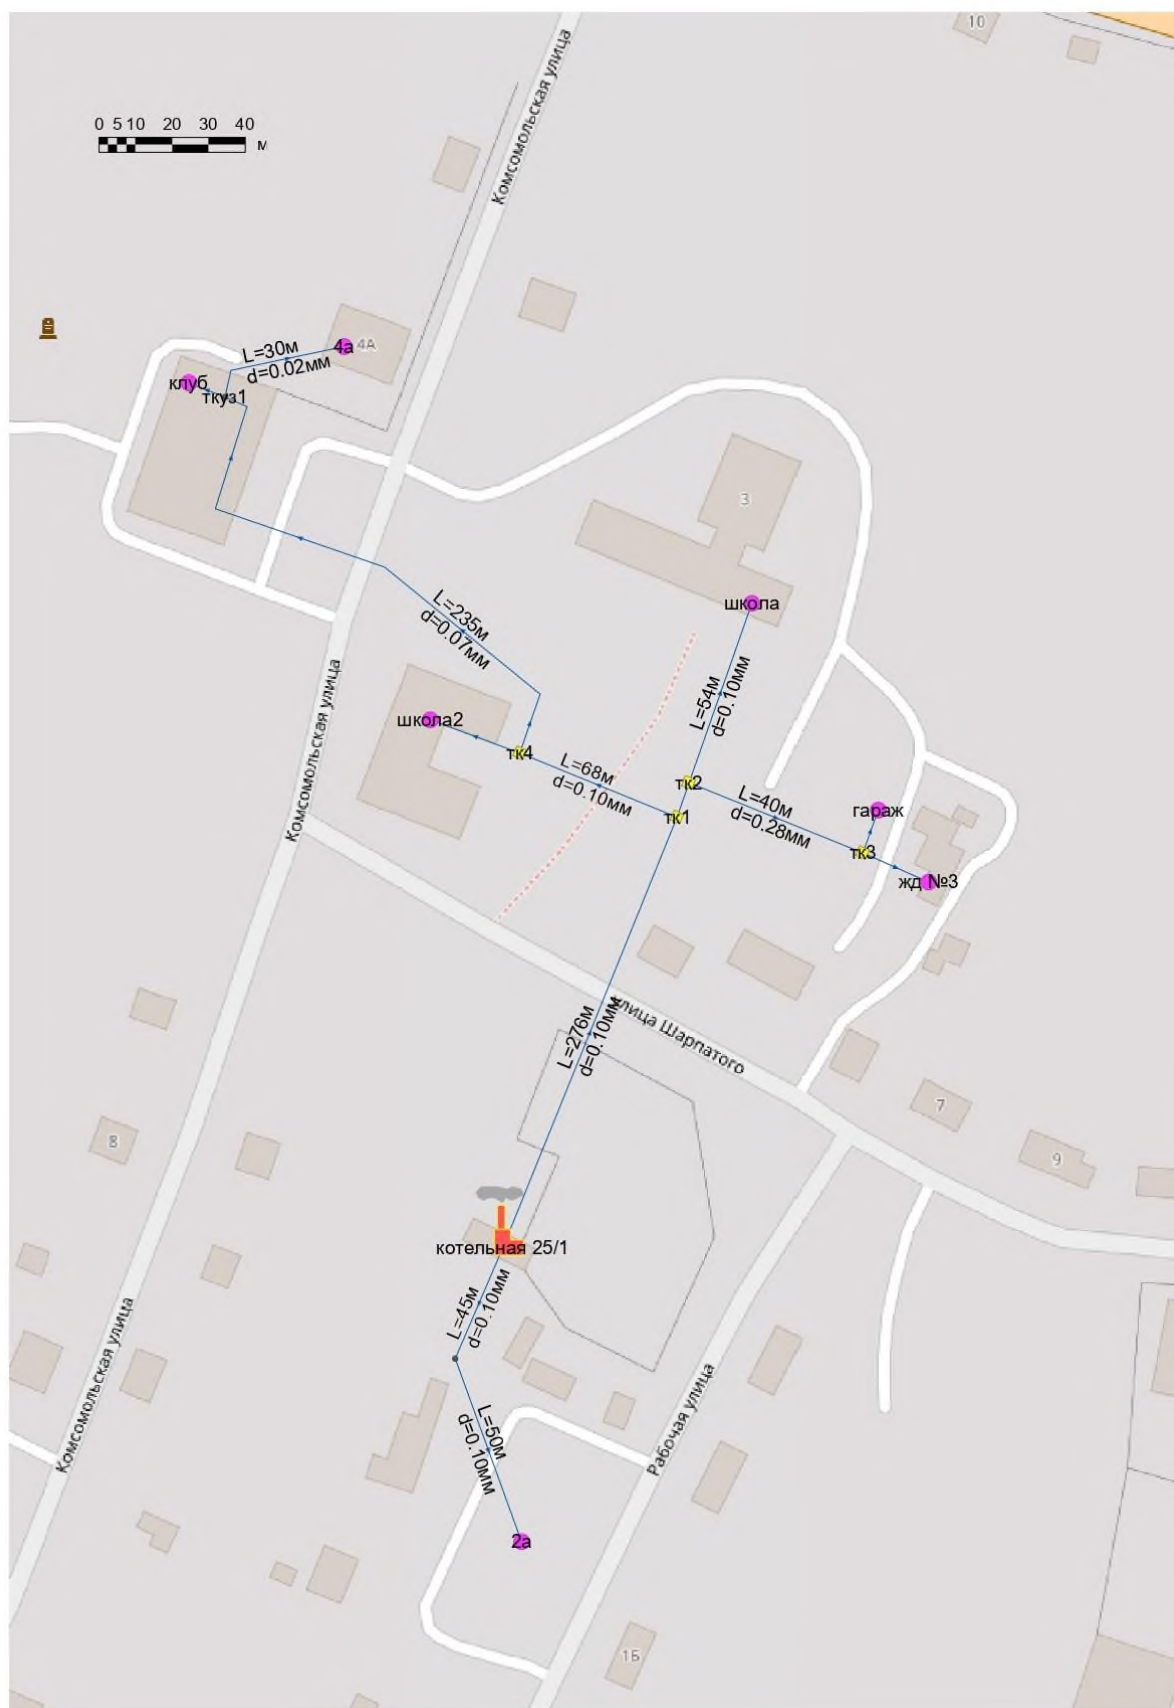 10
Комсомольская улица
0 5 10 20 30 40
м
4а
4А
L=30м
d=0.02мм
клуб
ткуз1
3
школа
L=235м
d=0.07мм
L=54м
d=0.10мм
школа2
тк4
L=68м
d=0.10мм
тк2
тк1
L=40м
d=0.28мм
гараж
тк3
жд №3
Комсомольская улица
улица Шарпатого
L=276м
d=0.10мм
7
8
9
котельная 25/1
L=45м
d=0.10мм
Комсомольская улица
L=50м
d=0.10мм
Рабочая улица
2а
1Б